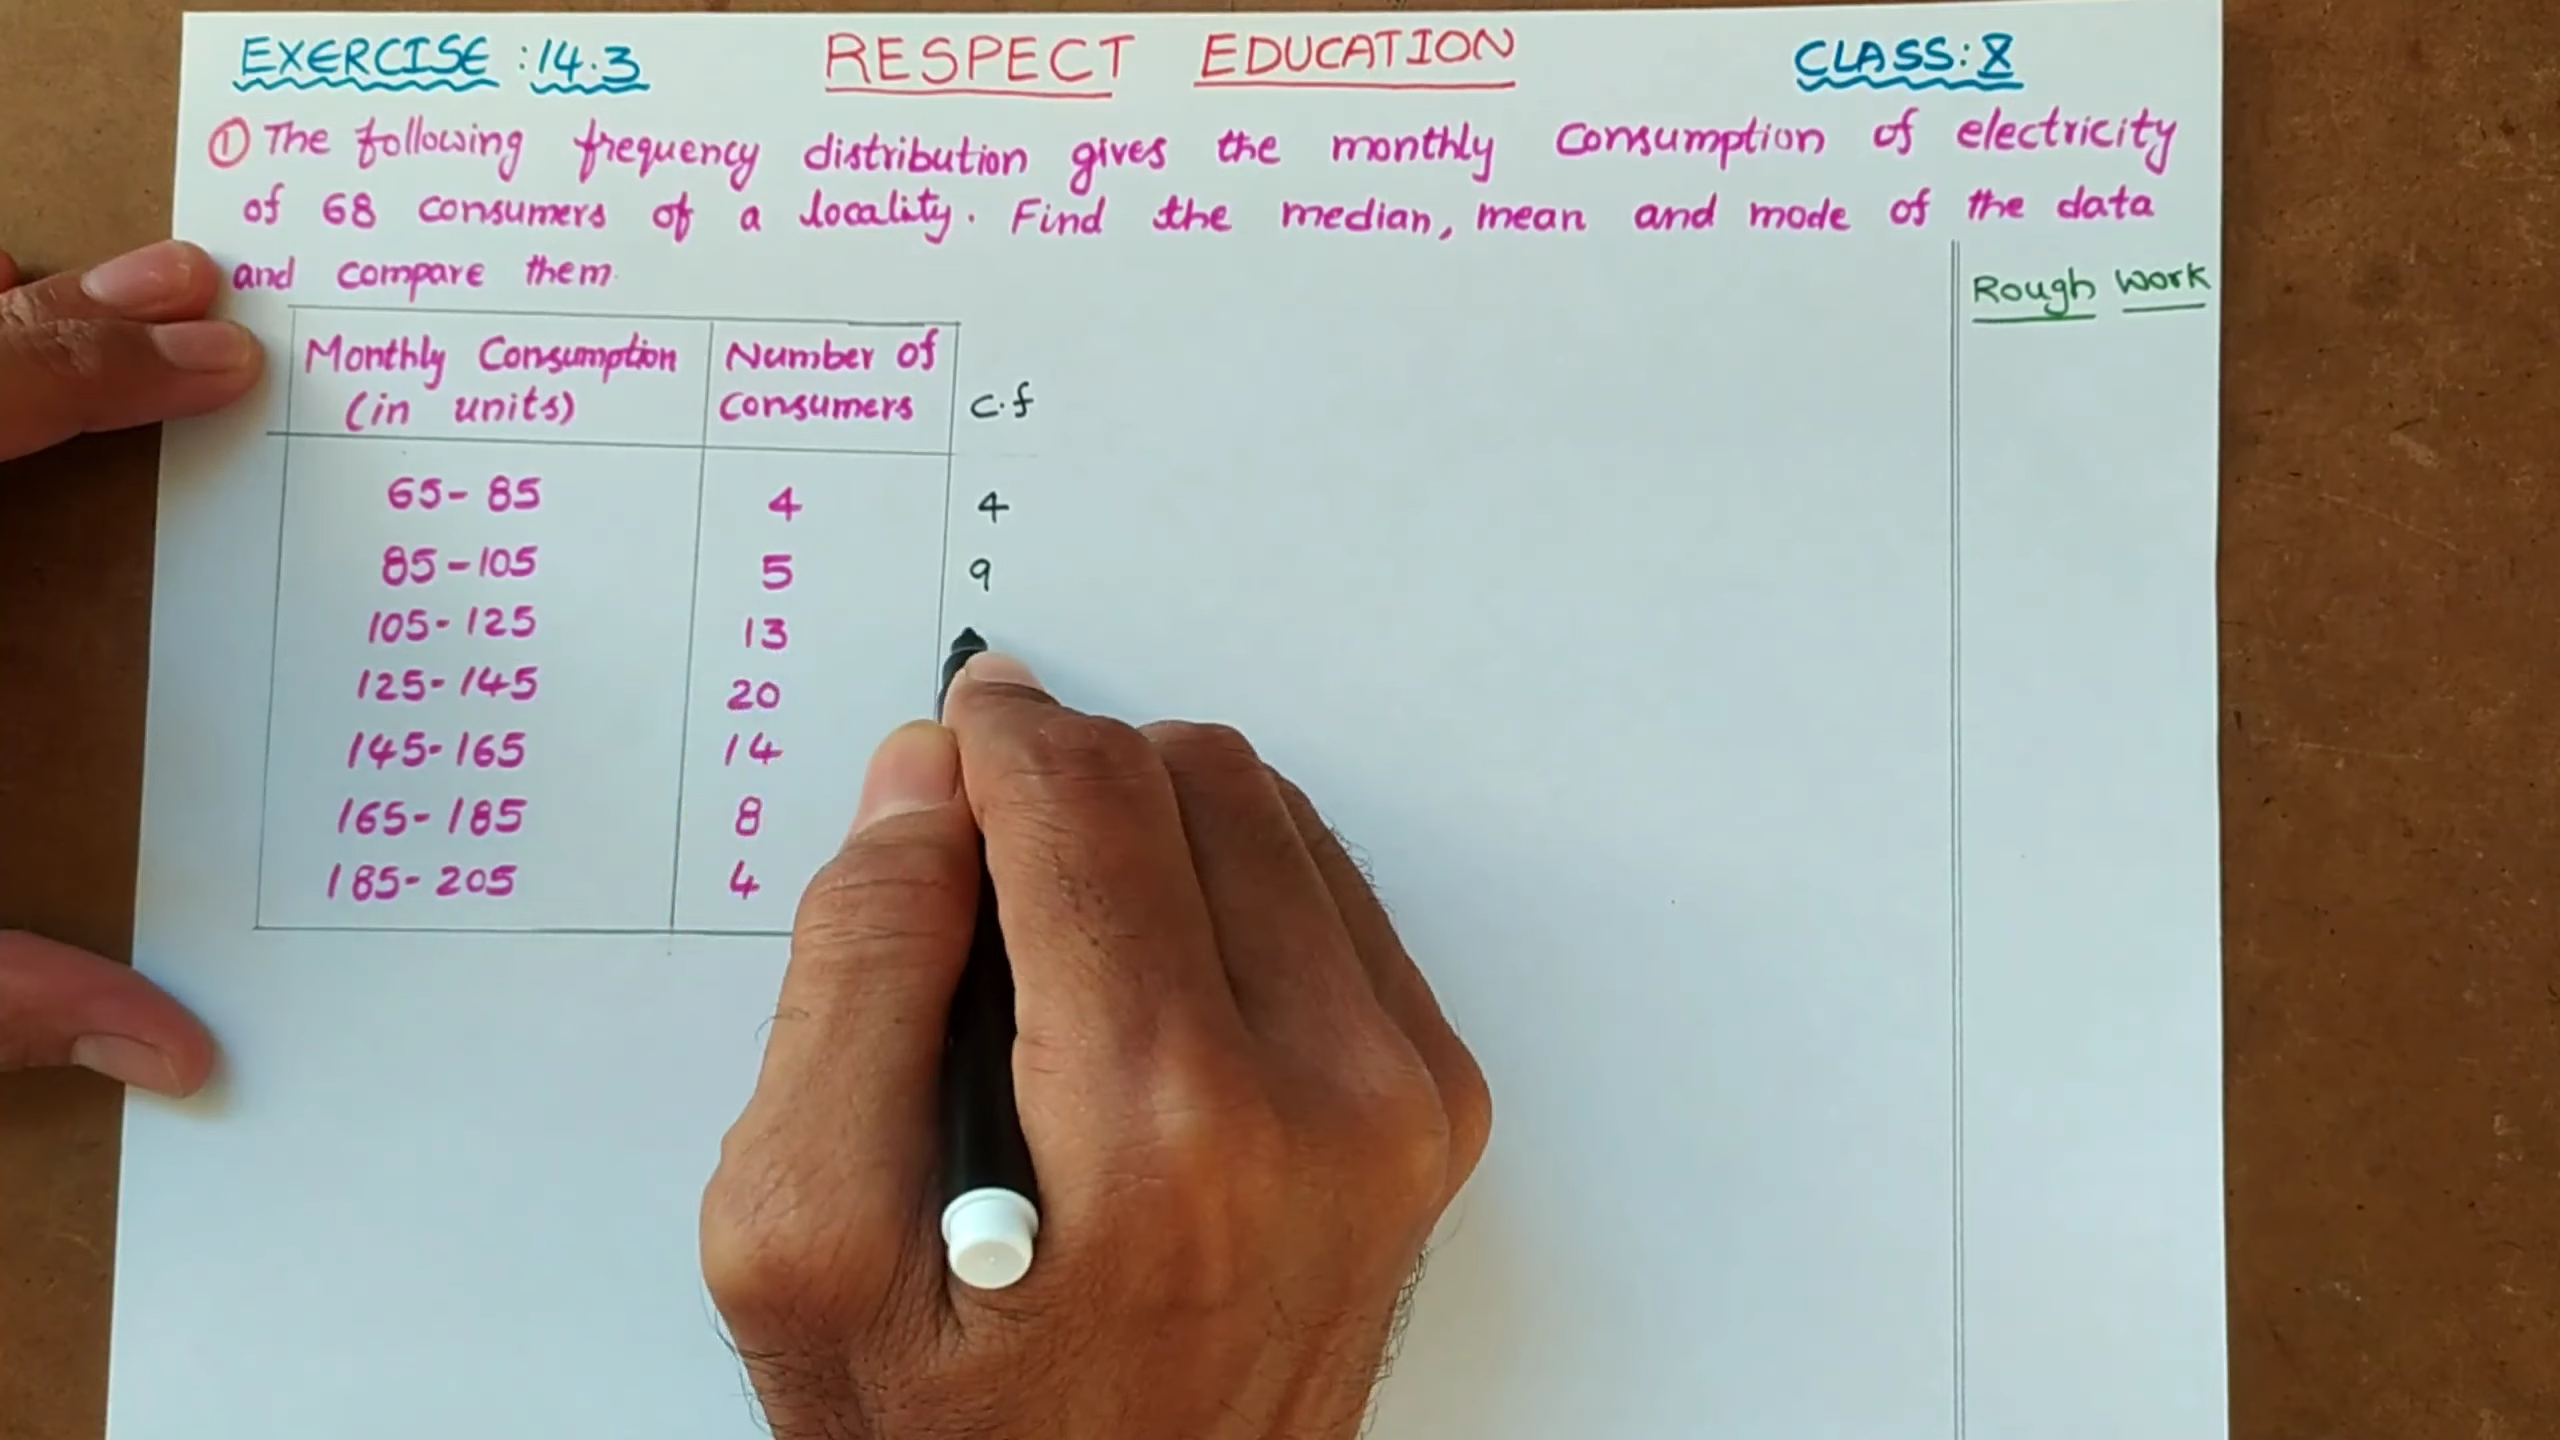 EXERCISE : 14.3 RESPECT EDUCATION CLASS: X
① The following frequency distribution gives the monthly consumption of electricity
of 68 consumers of a locality. Find the median, mean and mode of the data
and compare them.
Rough Work
Monthly Consumption (in units) Number of consumers c.f
65-85 4 4
85-105 5 9
105-125 13
125-145 20
145-165 14
165-185 8
185-205 4